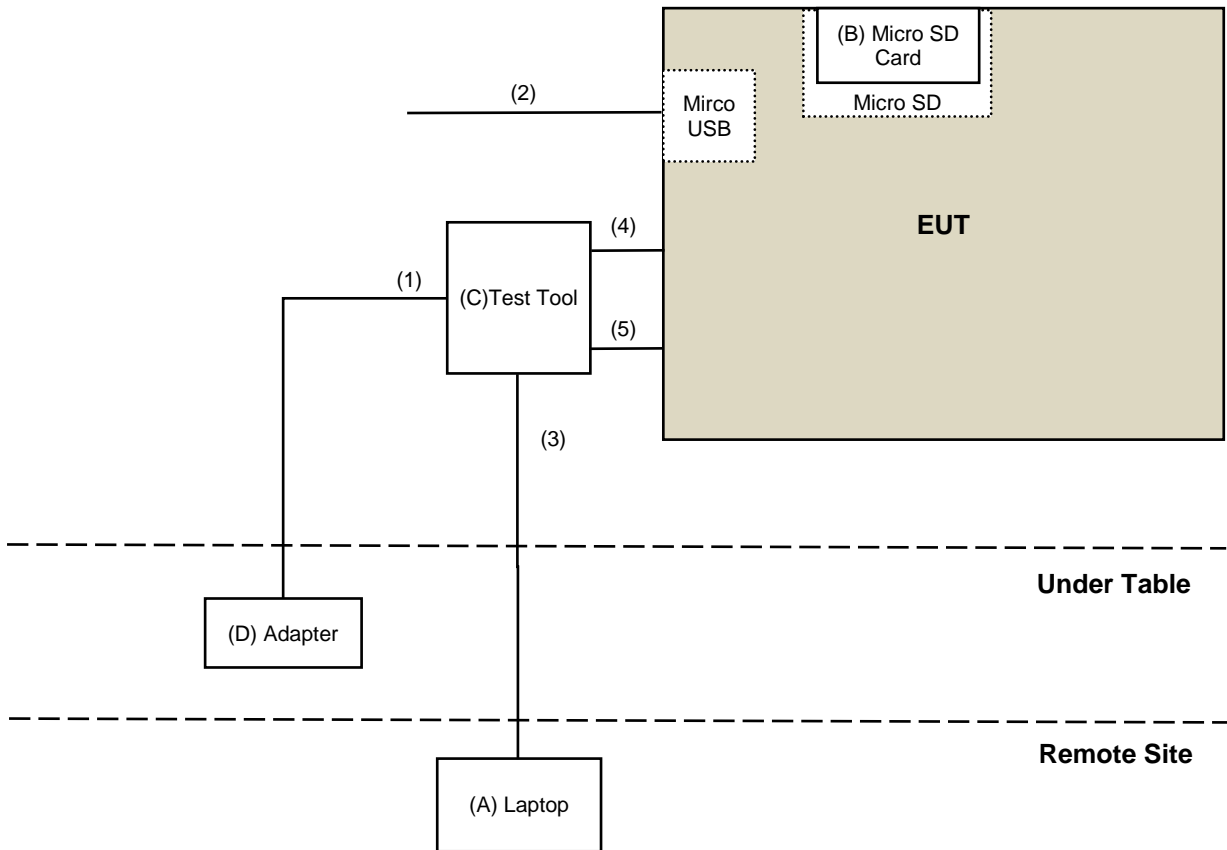 (B) Micro SD
Card
Micro SD
(2)
Mirco
USB
EUT
(4)
(1)
(C)Test Tool
(5)
(3)
Under Table
(D) Adapter
Remote Site
(A) Laptop